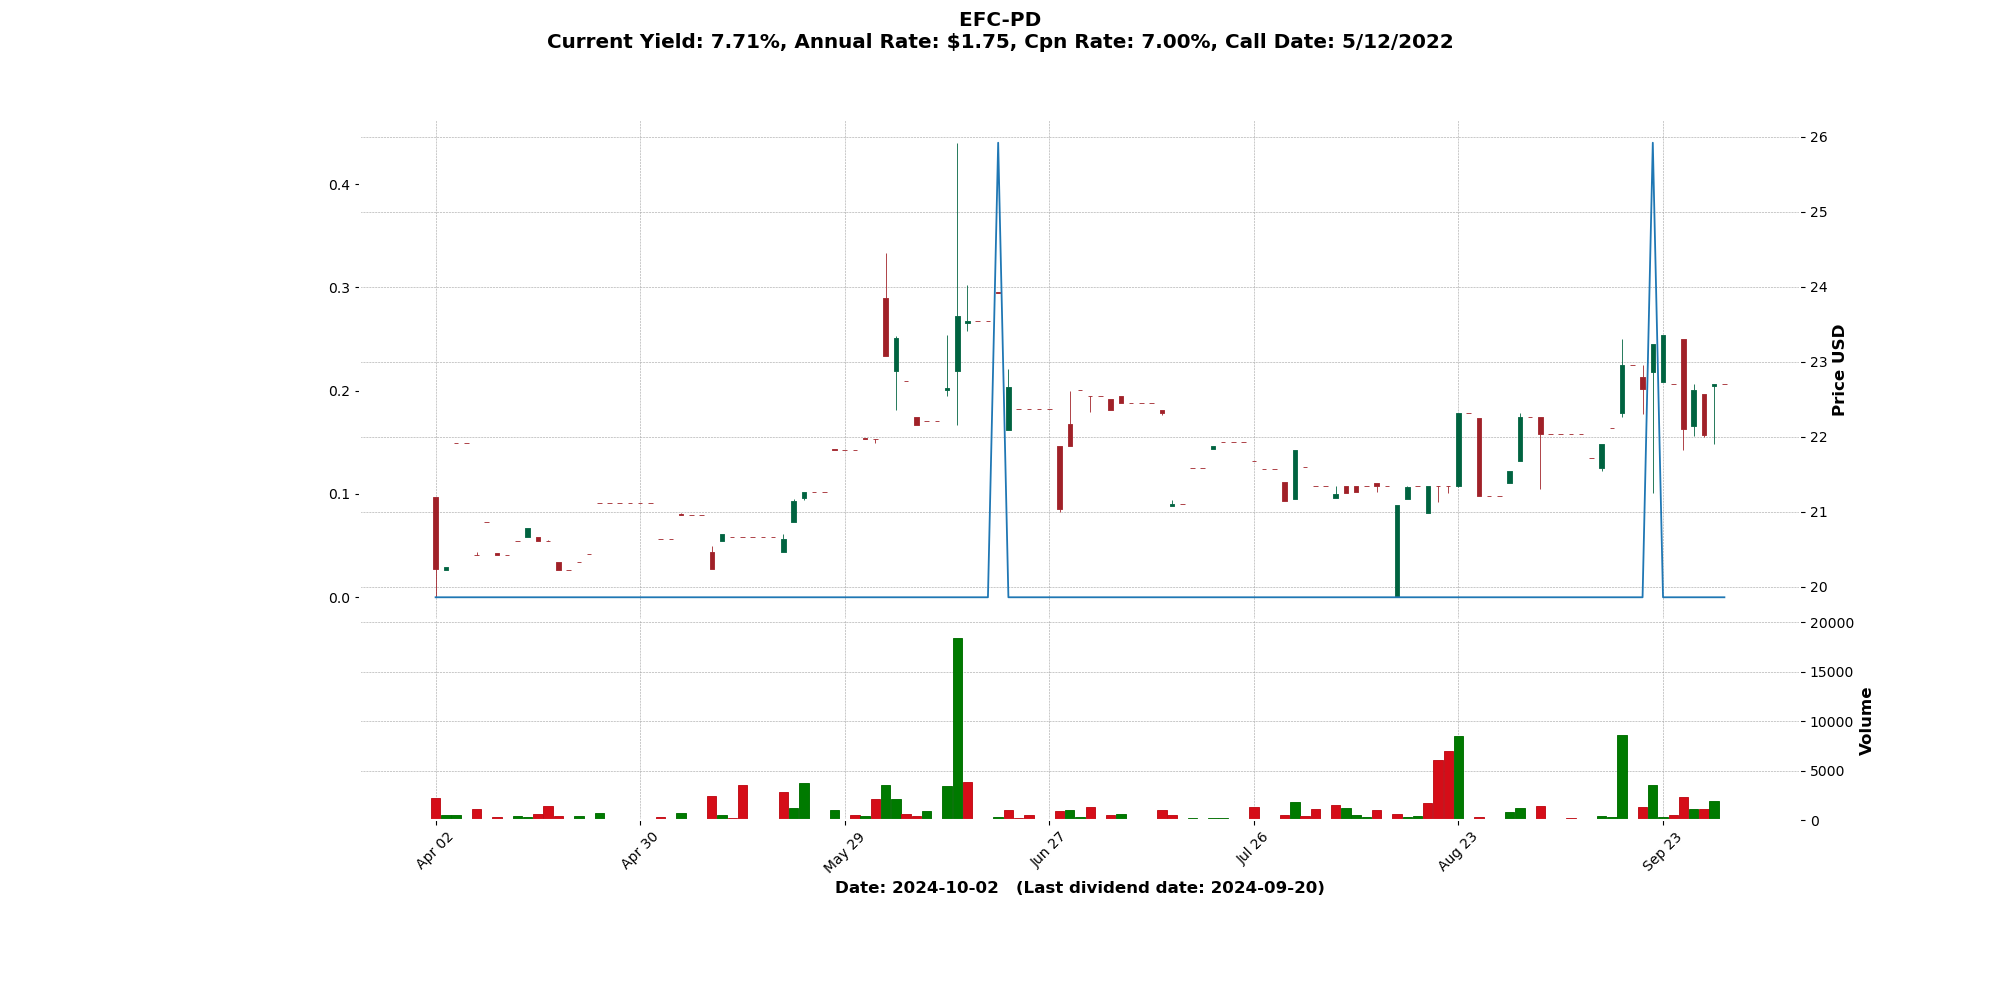 EFC-PD
Current Yield: 7.71%, Annual Rate: $1.75, Cpn Rate: 7.00%, Call Date: 5/12/2022
0.4
0.3
0.2
0.1
0.0
26
25
24
23
22
21
20
Price USD
20000
15000
10000
5000
0
Volume
Apr 02
Apr 30
May 29
Jun 27
Jul 26
Aug 23
Sep 23
Date: 2024-10-02 (Last dividend date: 2024-09-20)